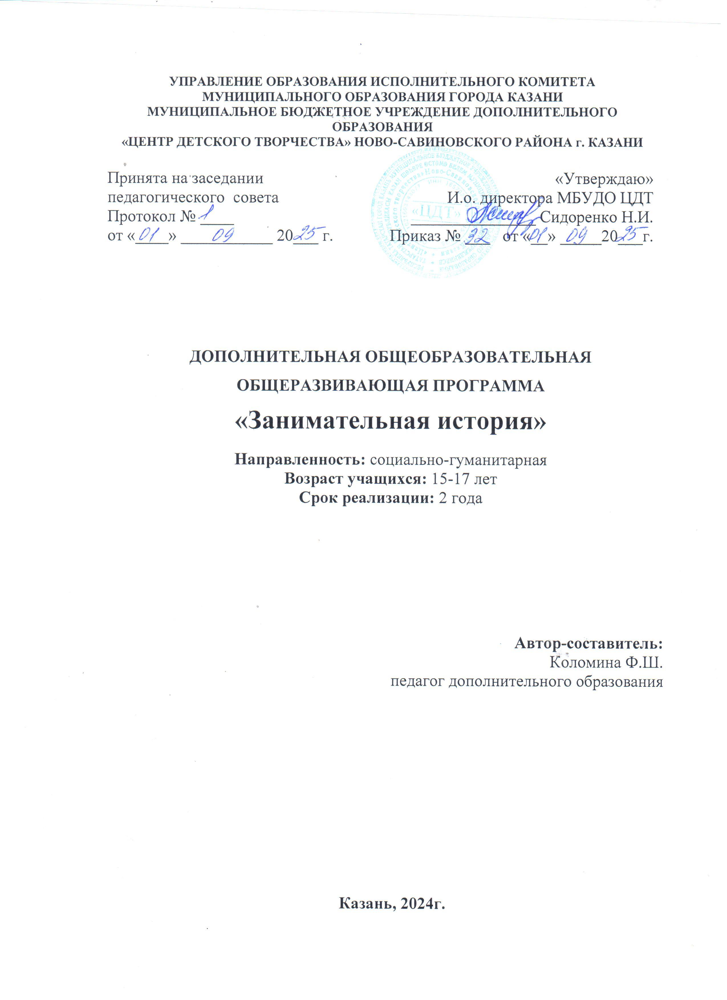 УПРАВЛЕНИЕ ОБРАЗОВАНИЯ ИСПОЛНИТЕЛЬНОГО КОМИТЕТА
МУНИЦИПАЛЬНОГО ОБРАЗОВАНИЯ ГОРОДА КАЗАНИ
МУНИЦИПАЛЬНОЕ БЮДЖЕТНОЕ УЧРЕЖДЕНИЕ ДОПОЛНИТЕЛЬНОГО
ОБРАЗОВАНИЯ
«ЦЕНТР ДЕТСКОГО ТВОРЧЕСТВА» НОВО-САВИНОВСКОГО РАЙОНА г. КАЗАНИ
Принята на заседании
педагогического совета
Протокол № 1
от «01» 09 2025 г.
«Утверждаю»
И.о. директора МБУДО ЦДТ
Сидоренко Н.И.
Приказ № 32 от «01» 09 2025г.
«ЦДТ»
ДОПОЛНИТЕЛЬНАЯ ОБЩЕОБРАЗОВАТЕЛЬНАЯ
ОБЩЕРАЗВИВАЮЩАЯ ПРОГРАММА
«Занимательная история»
Направленность: социально-гуманитарная
Возраст учащихся: 15-17 лет
Срок реализации: 2 года
Автор-составитель:
Коломина Ф.Ш.
педагог дополнительного образования
Казань, 2024г.